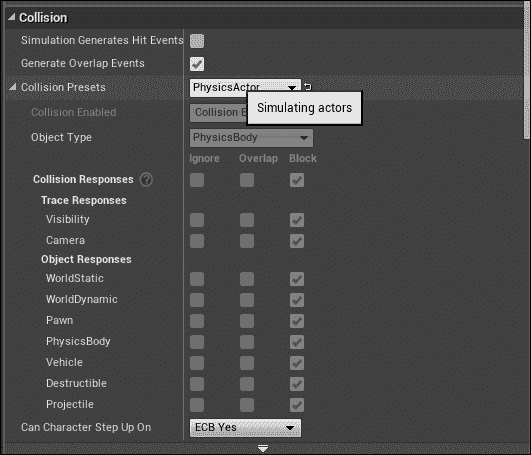 Collision
Simulation Generates Hit Events
Generate Overlap Events
Collision Presets PhysicsActor
Simulating actors
Collision Enabled Collision E
Object Type PhysicsBody
Ignore Overlap Block
Collision Responses ?
Trace Responses
Visibility
Camera
Object Responses
WorldStatic
WorldDynamic
Pawn
PhysicsBody
Vehicle
Destructible
Projectile
Can Character Step Up On ECB Yes